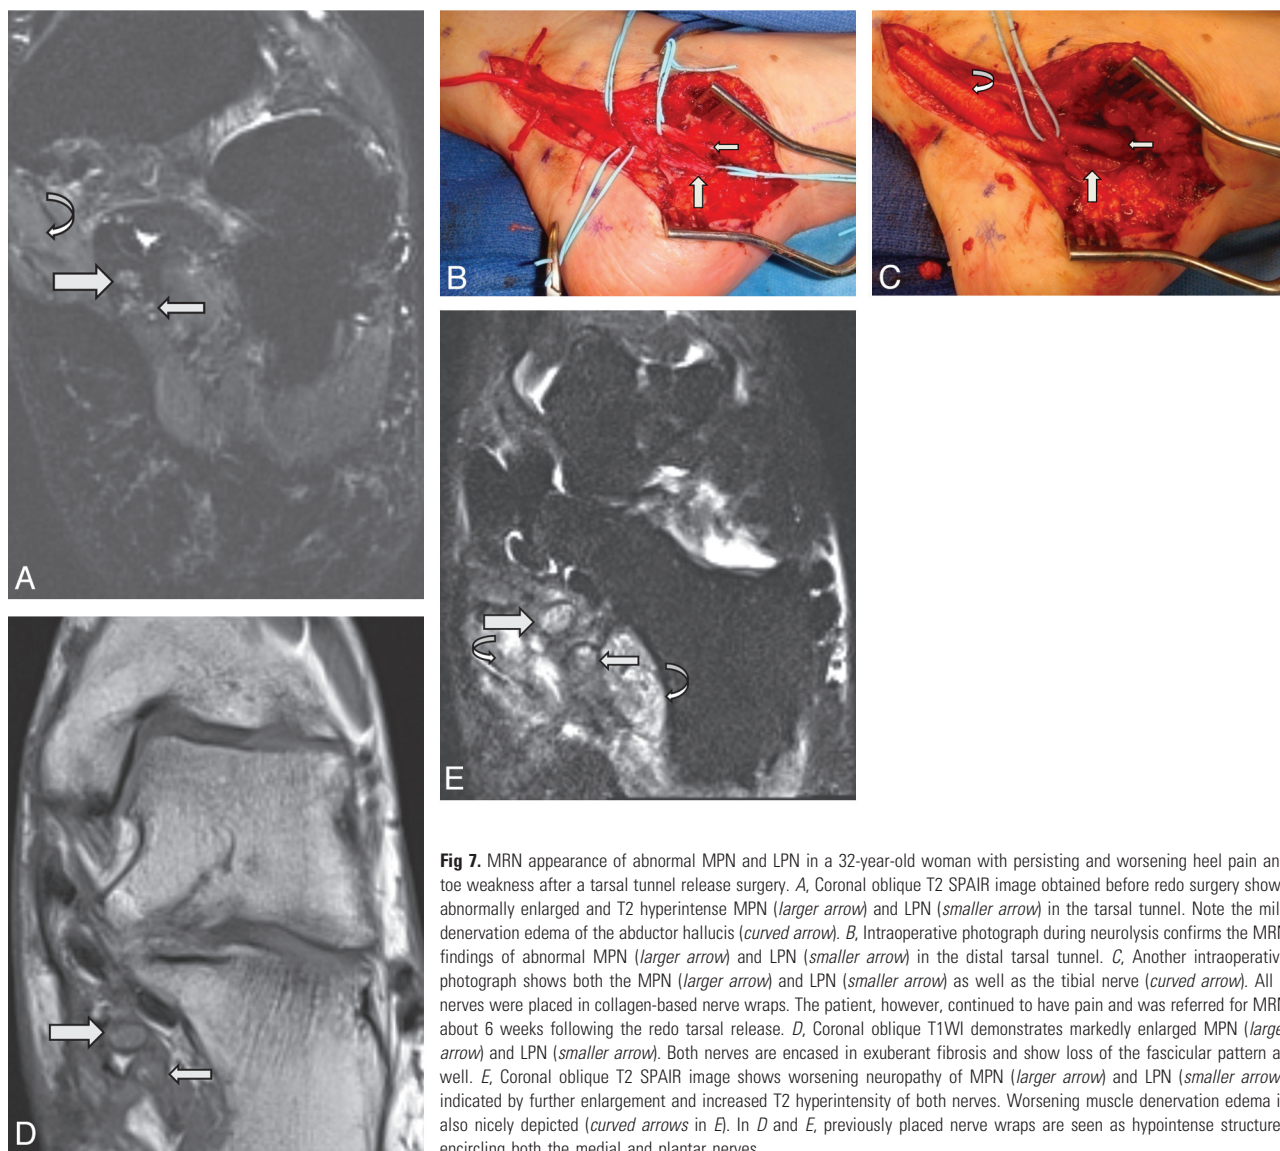 A
B
C
D
E
Fig 7. MRN appearance of abnormal MPN and LPN in a 32-year-old woman with persisting and worsening heel pain an
toe weakness after a tarsal tunnel release surgery. A, Coronal oblique T2 SPAIR image obtained before redo surgery show
abnormally enlarged and T2 hyperintense MPN (larger arrow) and LPN (smaller arrow) in the tarsal tunnel. Note the mil
denervation edema of the abductor hallucis (curved arrow). B, Intraoperative photograph during neurolysis confirms the MRN
findings of abnormal MPN (larger arrow) and LPN (smaller arrow) in the distal tarsal tunnel. C, Another intraoperativ
photograph shows both the MPN (larger arrow) and LPN (smaller arrow) as well as the tibial nerve (curved arrow). All
nerves were placed in collagen-based nerve wraps. The patient, however, continued to have pain and was referred for MRN
about 6 weeks following the redo tarsal release. D, Coronal oblique T1WI demonstrates markedly enlarged MPN (large
arrow) and LPN (smaller arrow). Both nerves are encased in exuberant fibrosis and show loss of the fascicular pattern a
well. E, Coronal oblique T2 SPAIR image shows worsening neuropathy of MPN (larger arrow) and LPN (smaller arrow
indicated by further enlargement and increased T2 hyperintensity of both nerves. Worsening muscle denervation edema i
also nicely depicted (curved arrows in E). In D and E, previously placed nerve wraps are seen as hypointense structure
encircling both the medial and plantar nerves.